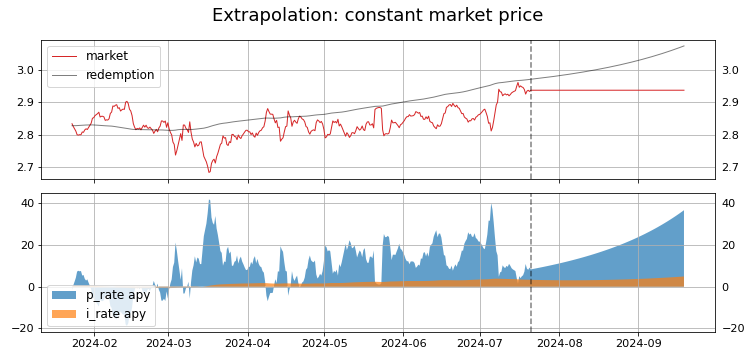 Extrapolation: constant market price
market
redemption
3.0 3.0
2.9 2.9
2.8 2.8
2.7 2.7
40 40
20 20
0 0
−20 −20
p_rate apy
i_rate apy
2024-02 2024-03 2024-04 2024-05 2024-06 2024-07 2024-08 2024-09